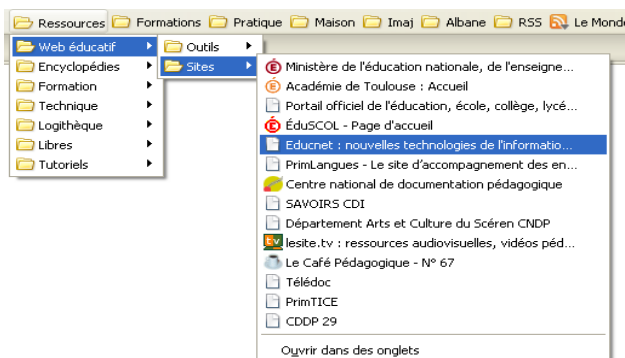 Ressources Formations Pratique Maison Imaj Albane RSS Le Monde
Web éducatif
Encyclopédies
Formation
Technique
Logithèque
Libres
Tutoriels
Outils
Sites
Ministère de l'éducation nationale, de l'enseigne...
Académie de Toulouse : Accueil
Portail officiel de l'éducation, école, collège, lycé...
ÉduSCOL - Page d'accueil
Educnet : nouvelles technologies de l'informatio...
PrimLangues - Le site d'accompagnement des en...
Centre national de documentation pédagogique
SAVOIRS CDI
Département Arts et Culture du Scéren CNDP
lesite.tv : ressources audiovisuelles, vidéos péd...
Le Café Pédagogique - N° 67
Télédoc
PrimTICE
CDDP 29
Ouvrir dans des onglets